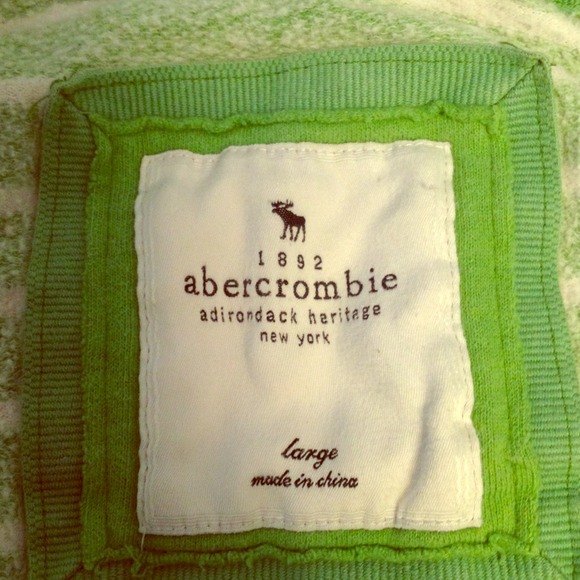 1892
abercrombie
adirondack heritage
new york
large
made in china